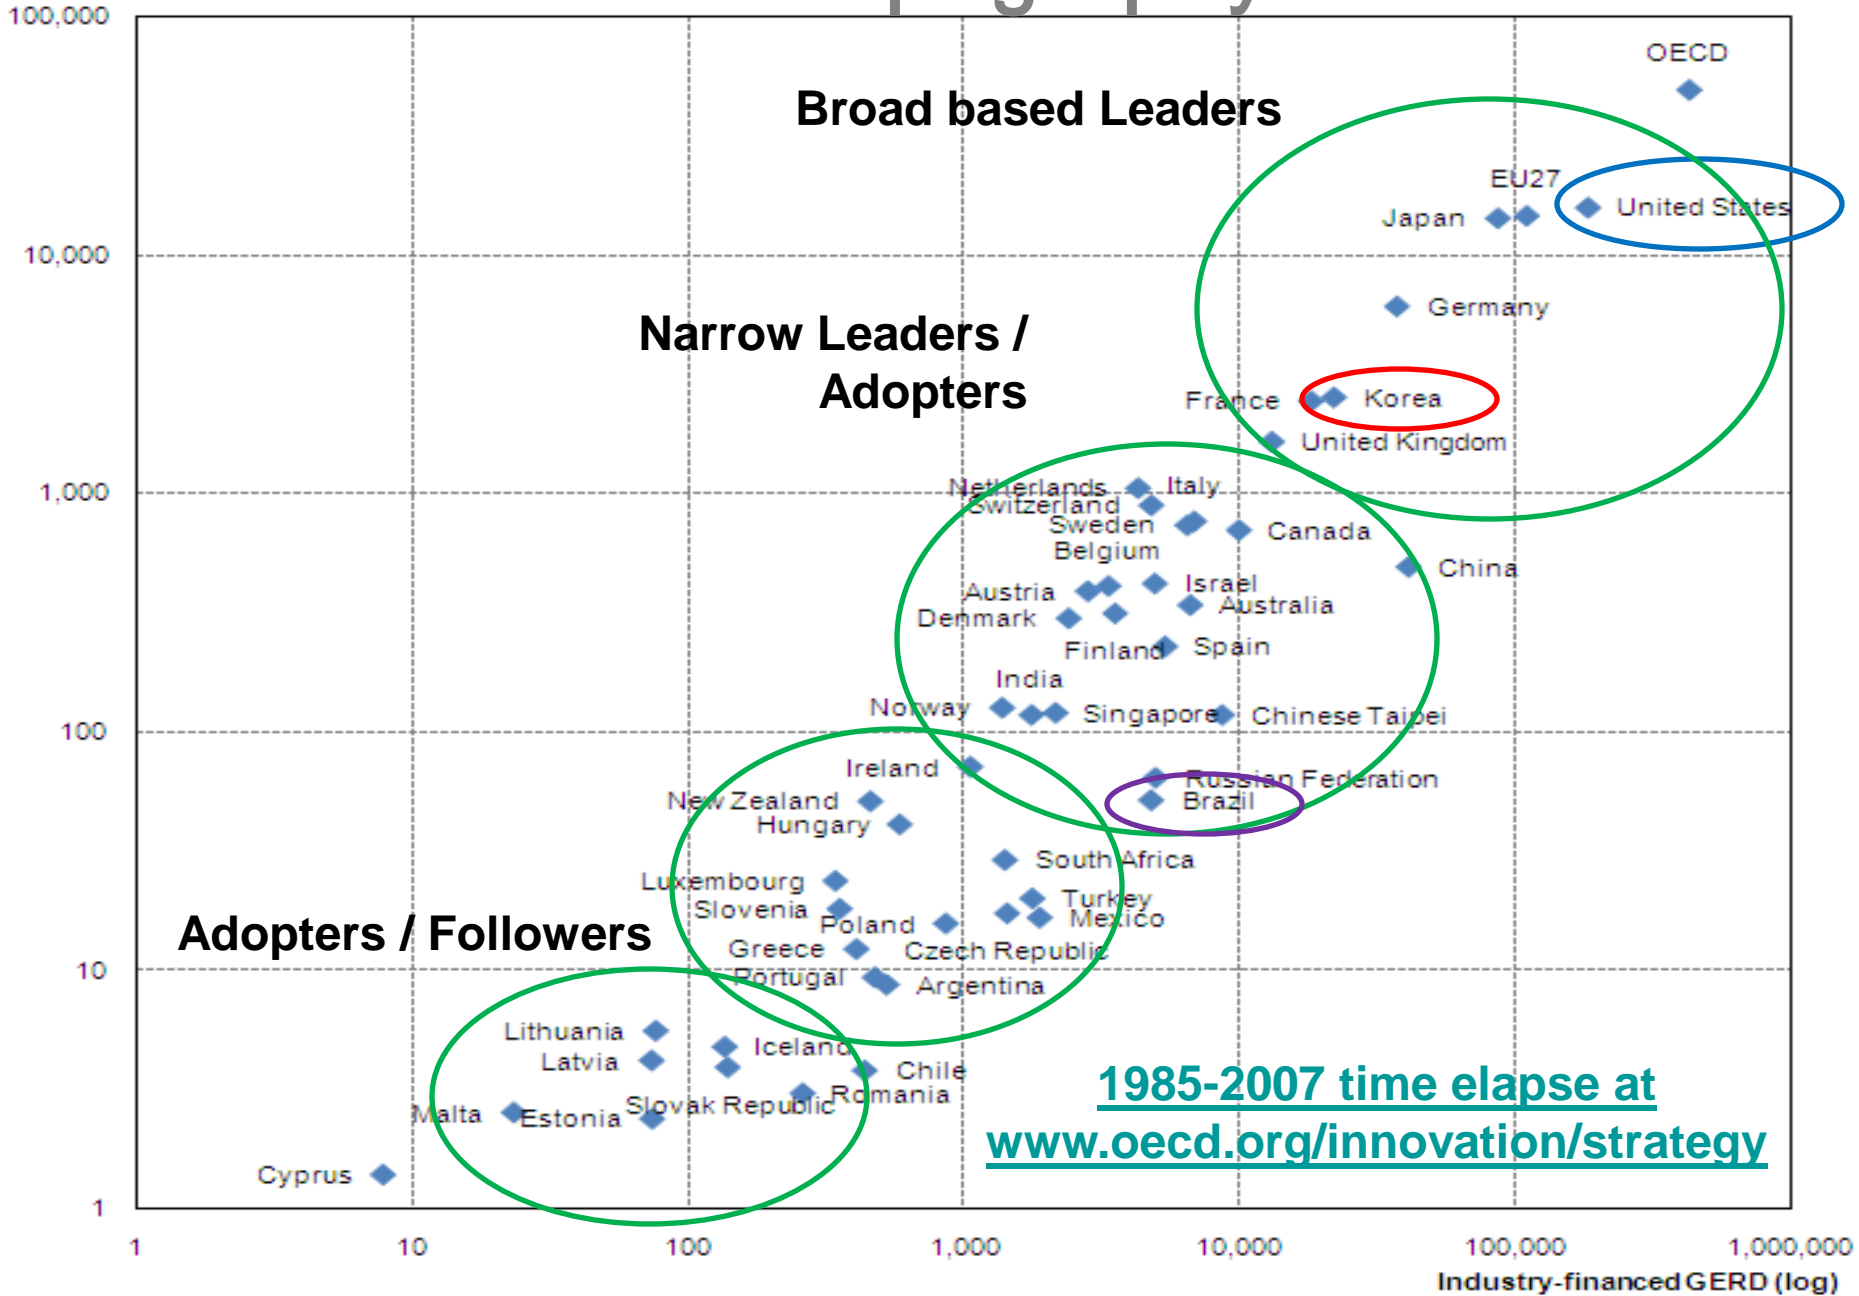 100,000
OECD
Broad based Leaders
EU27
United States
Japan
10,000
Germany
Narrow Leaders /
Adopters
France
Korea
United Kingdom
1,000
Netherlands
Italy
Switzerland
Sweden
Canada
Belgium
China
Israel
Austria
Australia
Denmark
Finland
Spain
India
Norway
Singapore
Chinese Taipei
100
Ireland
Russian Federation
New Zealand
Brazil
Hungary
South Africa
Luxembourg
Turkey
Slovenia
Mexico
Poland
Adopters / Followers
Greece
Czech Republic
10
Portugal
Argentina
Lithuania
Iceland
Latvia
Chile
Romania
Slovak Republic
Malta
Estonia
1985-2007 time elapse at
www.oecd.org/innovation/strategy
Cyprus
1
1 10 100 1,000 10,000 100,000 1,000,000
Industry-financed GERD (log)